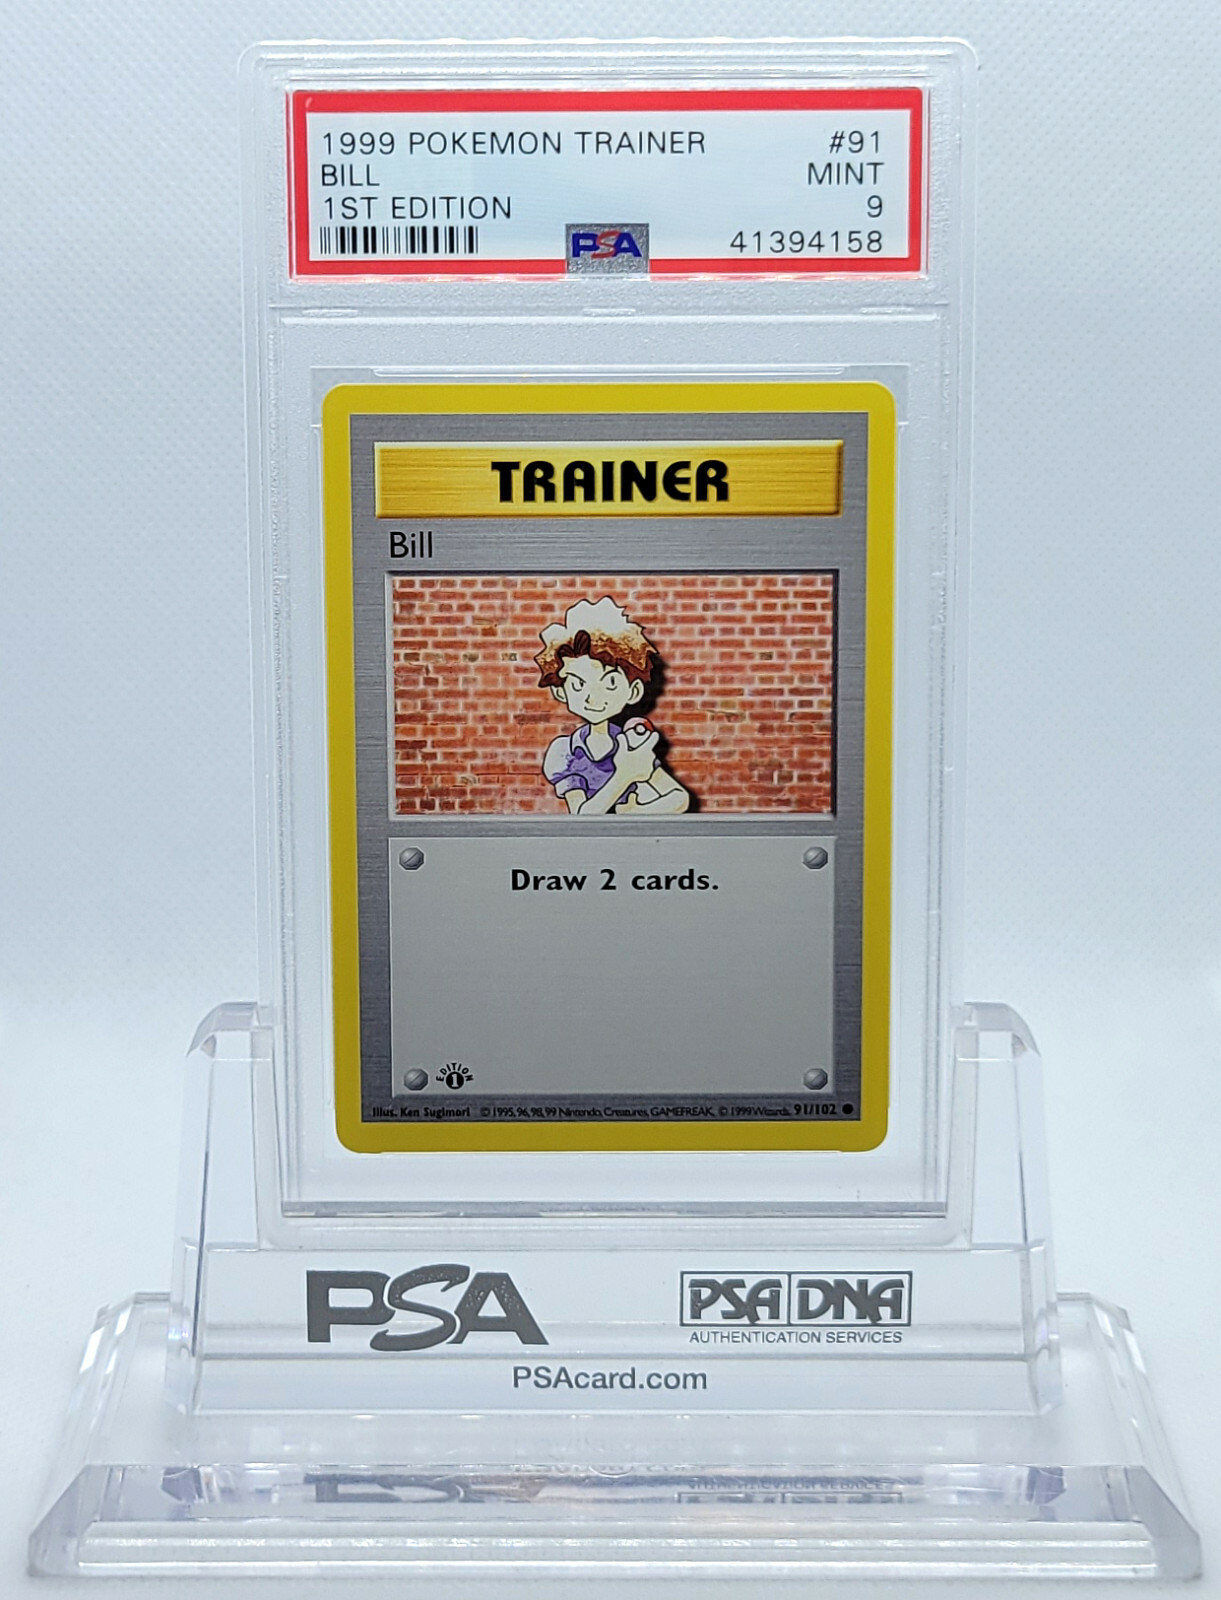 1999 POKEMON TRAINER #91
BILL MINT
1ST EDITION 9
PSA 41394158
TRAINER
Bill
Draw 2 cards.
EDITION 1
Illus. Ken Sugimori © 1995, 96, 98, 99 Nintendo, Creatures, GAMEFREAK. © 1999 Wizards. 91/102
PSA PSA DNA
AUTHENTICATION SERVICES
PSAcard.com